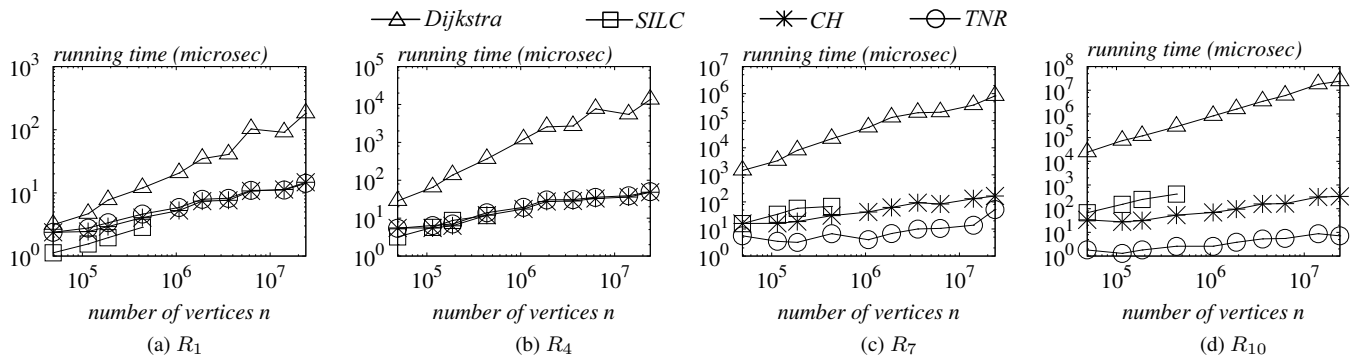 Dijkstra SILC CH TNR
running time (microsec) running time (microsec) running time (microsec) running time (microsec)
10^3 10^5 10^7 10^8
10^2 10^4 10^6 10^7
10^1 10^3 10^5 10^6
10^0 10^2 10^4 10^5
10^1 10^3 10^4
10^0 10^2 10^3
10^1 10^2
10^0 10^1
10^0
10^5 10^6 10^7 10^5 10^6 10^7 10^5 10^6 10^7 10^5 10^6 10^7
number of vertices n number of vertices n number of vertices n number of vertices n
(a) R_1 (b) R_4 (c) R_7 (d) R_10